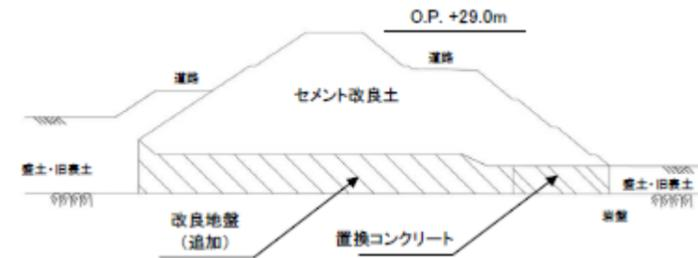 O.P. +29.0m
道路
道路
セメント改良土
盛土・旧表土
盛土・旧表土
岩盤
改良地盤
（追加）
置換コンクリート